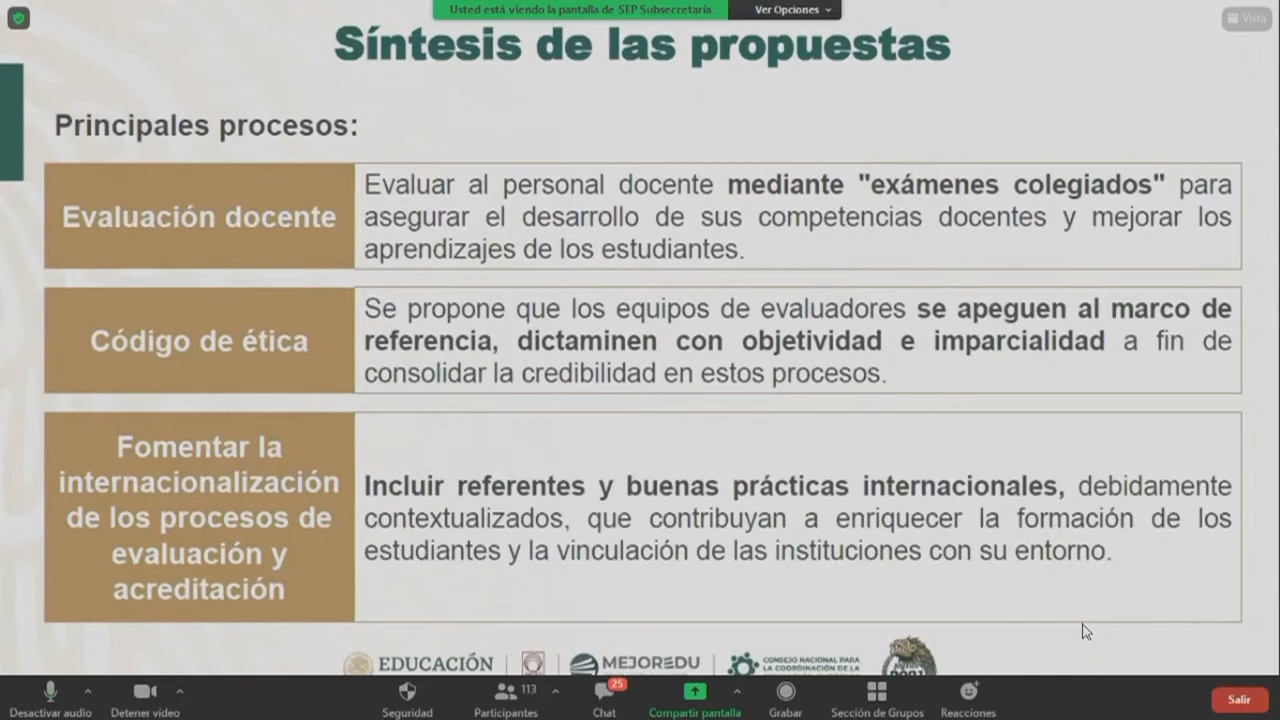 Usted está viendo la pantalla de SEP Subsecretaría
Ver Opciones
Vista
Síntesis de las propuestas
Principales procesos:
Evaluación docente
Evaluar al personal docente mediante "exámenes colegiados" para
asegurar el desarrollo de sus competencias docentes y mejorar los
aprendizajes de los estudiantes.
Código de ética
Se propone que los equipos de evaluadores se apeguen al marco de
referencia, dictaminen con objetividad e imparcialidad a fin de
consolidar la credibilidad en estos procesos.
Fomentar la
internacionalización
de los procesos de
evaluación y
acreditación
Incluir referentes y buenas prácticas internacionales, debidamente
contextualizados, que contribuyan a enriquecer la formación de los
estudiantes y la vinculación de las instituciones con su entorno.
EDUCACIÓN
MEJOREDU
CONSEJO NACIONAL PARA
LA COORDINACIÓN DE LA
Desactivar audio
Detener video
Seguridad
113
Participantes
25
Chat
Compartir pantalla
Grabar
Sección de Grupos
Reacciones
Salir